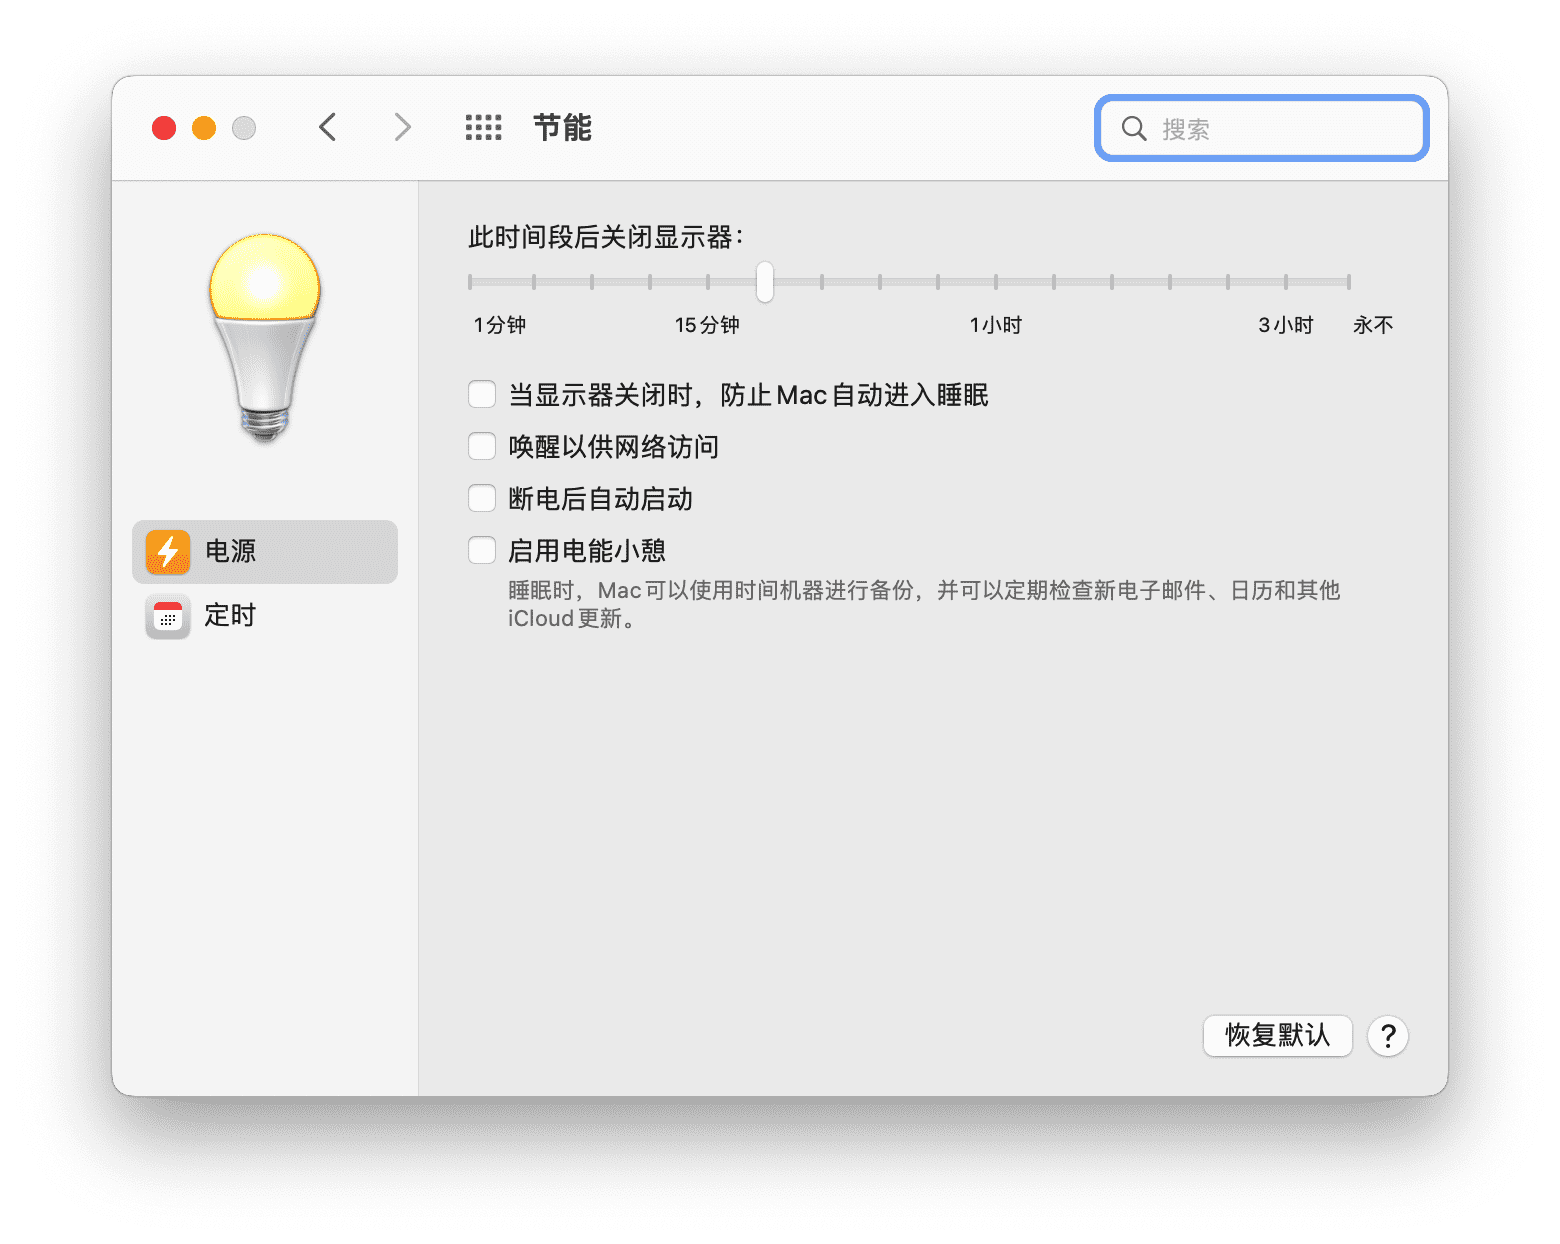 节能
搜索
此时间段后关闭显示器：
1分钟 15分钟 1小时 3小时 永不
当显示器关闭时，防止Mac自动进入睡眠
唤醒以供网络访问
断电后自动启动
启用电能小憩
睡眠时，Mac可以使用时间机器进行备份，并可以定期检查新电子邮件、日历和其他
iCloud更新。
电源
定时
恢复默认 ?